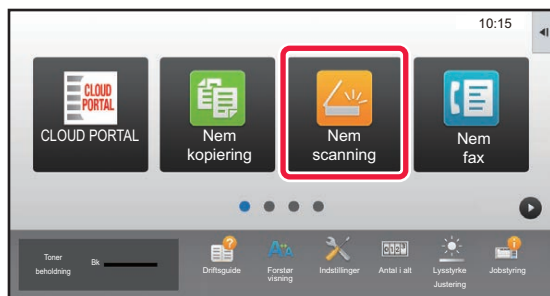 10:15
CLOUD
PORTAL
CLOUD PORTAL
Nem
kopiering
Nem
scanning
Nem
fax
Toner
beholdning
Bk
Driftsguide
Forstør
visning
Indstillinger
Antal i alt
Lysstyrke
Justering
Jobstyring